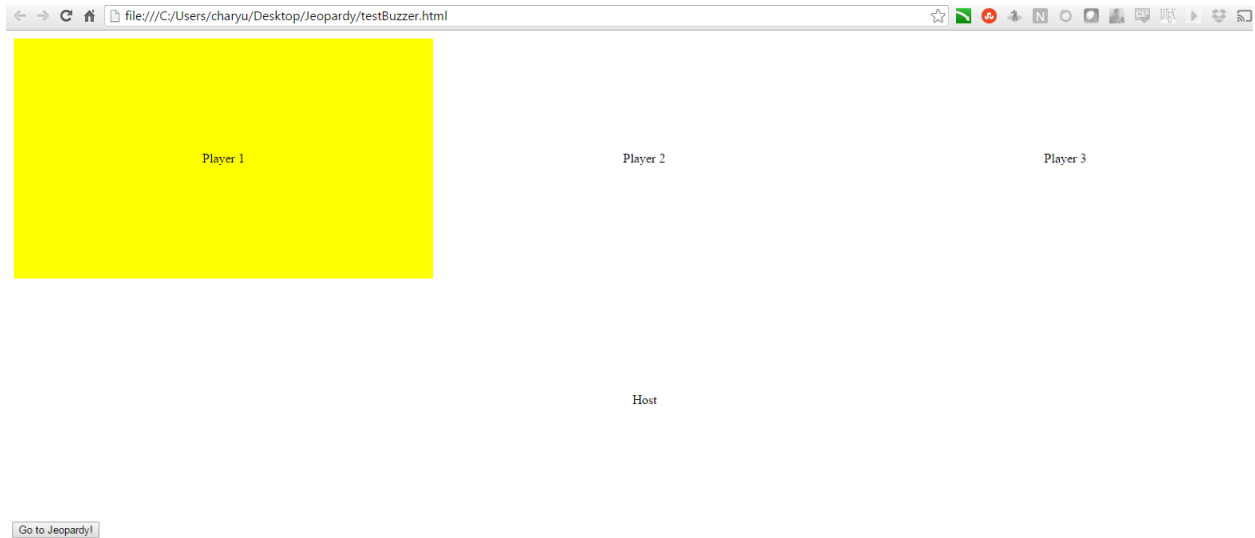 file:///C:/Users/charyu/Desktop/Jeopardy/testBuzzer.html
Player 1 Player 2 Player 3
Host
Go to Jeopardy!